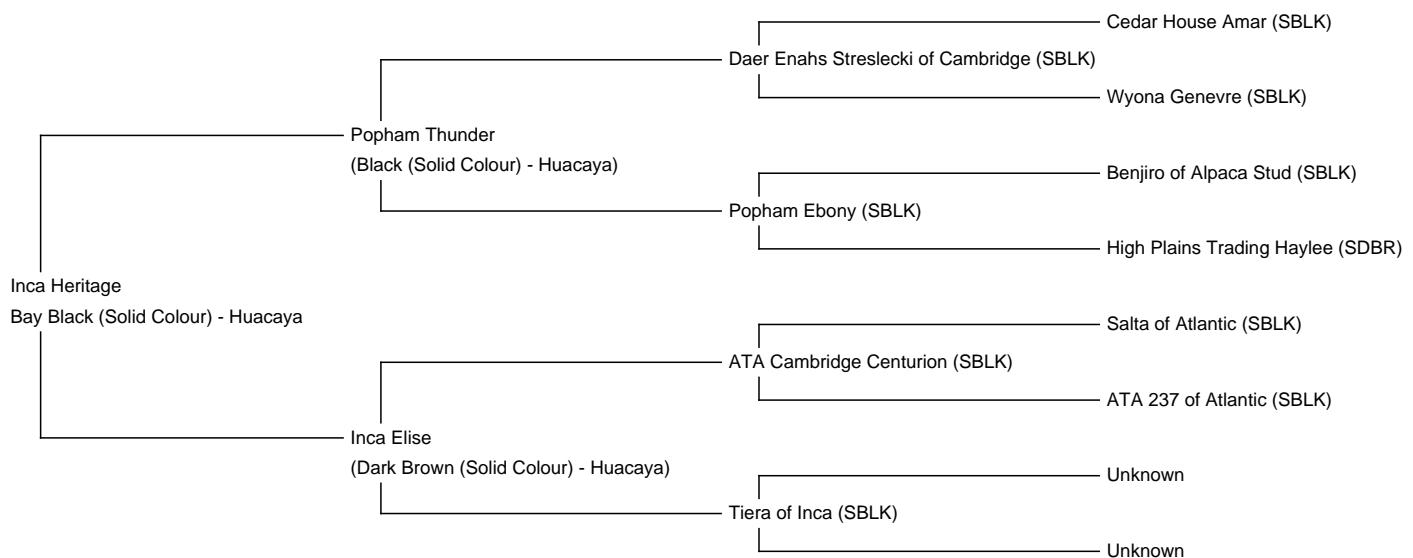 Cedar House Amar (SBLK)
Daer Enahs Streslecki of Cambridge (SBLK)
Wyona Genevre (SBLK)
Popham Thunder
(Black (Solid Colour) - Huacaya)
Benjiro of Alpaca Stud (SBLK)
Popham Ebony (SBLK)
High Plains Trading Haylee (SDBR)
Inca Heritage
Bay Black (Solid Colour) - Huacaya
Salta of Atlantic (SBLK)
ATA Cambridge Centurion (SBLK)
ATA 237 of Atlantic (SBLK)
Inca Elise
(Dark Brown (Solid Colour) - Huacaya)
Unknown
Tiera of Inca (SBLK)
Unknown